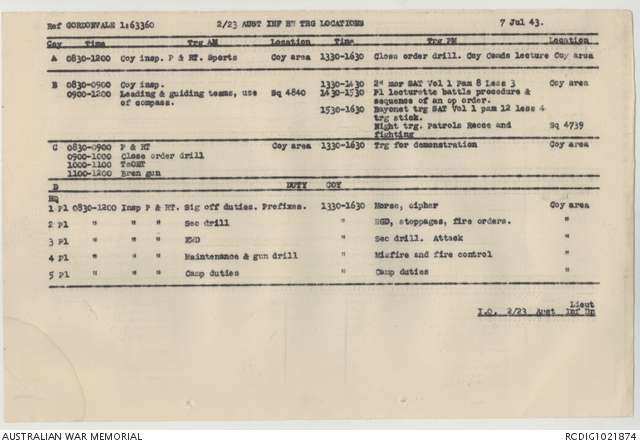 Ref GORDONVALE 1:63360 2/23 AUST INF BN TRG LOCATIONS 7 Jul 43.
Coy Time Trg AM Location Time Trg PM Location
A 0830-1200 Coy insp. P & RT. Sports Coy area 1330-1630 Close order drill. Coy Comds lecture Coy area
B 0830-0900 Coy insp. 1330-1430 2" mor SAT Vol 1 Pam 8 Less 3 Coy area
0900-1200 Leading & guiding teams, use Sq 4840 1430-1530 Pl lecturette battle procedure &
of compass. sequence of an op order.
1530-1630 Bayonet trg SAT Vol 1 pam 12 less 4
trg stick.
Night trg. Patrols Recce and Sq 4739
fighting
C 0830-0900 P & RT Coy area 1330-1630 Trg for demonstration Coy area
0900-1000 Close order drill
1000-1100 TsOET
1100-1200 Bren gun
D DUTY COY
HQ
1 Pl 0830-1200 Insp P & RT. Sig off duties. Prefixes. 1330-1630 Morse, cipher Coy area
2 Pl " " " Sec drill " HGD, stoppages, fire orders. "
3 Pl " " " Sec drill. Attack "
4 Pl " " " Maintenance & gun drill " Misfire and fire control "
5 Pl " " " Camp duties " Camp duties "
Lieut
I.O. 2/23 Aust Inf Bn
AUSTRALIAN WAR MEMORIAL RCDIG1021874